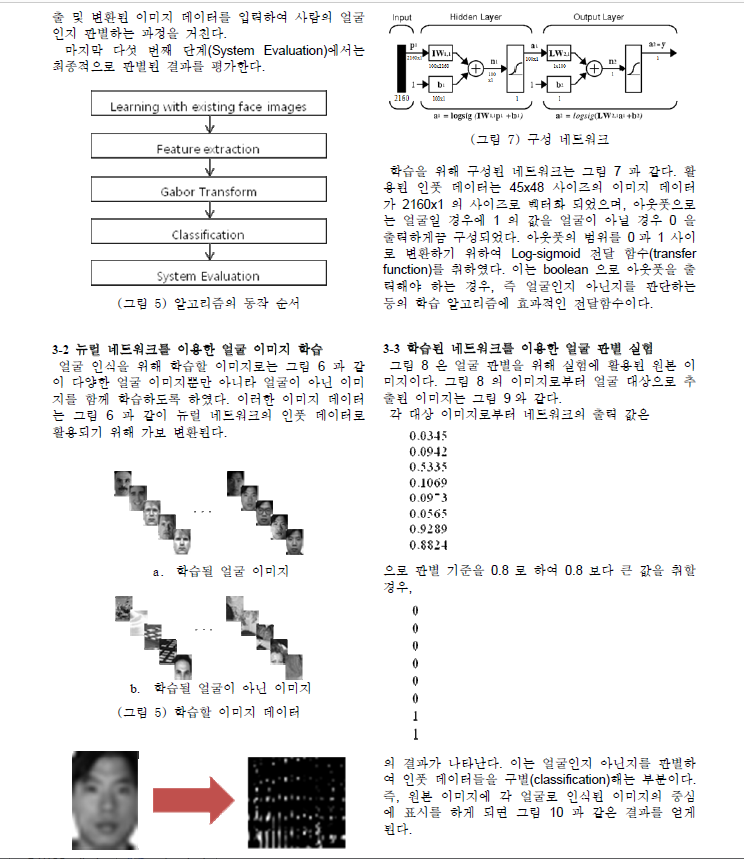 출 및 변환된 이미지 데이터를 입력하여 사람의 얼굴
인지 판별하는 과정을 거친다.
마지막 다섯 번째 단계(System Evaluation)에서는
최종적으로 판별된 결과를 평가한다.
Learning with existing face images
Feature extraction
Gabor Transform
Classification
System Evaluation
(그림 5) 알고리즘의 동작 순서
3-2 뉴럴 네트워크를 이용한 얼굴 이미지 학습
얼굴 인식을 위해 학습할 이미지로는 그림 6 과 같
이 다양한 얼굴 이미지뿐만 아니라 얼굴이 아닌 이미
지를 함께 학습하도록 하였다. 이러한 이미지 데이터
는 그림 6 과 같이 뉴럴 네트워크의 인풋 데이터로
활용되기 위해 가보 변환된다.
...
a. 학습될 얼굴 이미지
...
b. 학습될 얼굴이 아닌 이미지
(그림 5) 학습할 이미지 데이터
Input Hidden Layer Output Layer
p1 IW1,1 n1 a1 LW2,1 n2 a2 = y
2160x1 100x2160 100x1 100x1 1x100 1 1
1 b1 1 b2
2160 100x1 1 1 1
a1 = logsig (IW1,1p1 +b1) a2 = logsig(LW2,1a1+b2)
(그림 7) 구성 네트워크
학습을 위해 구성된 네트워크는 그림 7 과 같다. 활
용된 인풋 데이터는 45x48 사이즈의 이미지 데이터
가 2160x1 의 사이즈로 벡터화 되었으며, 아웃풋으로
는 얼굴일 경우에 1 의 값을 얼굴이 아닐 경우 0 을
출력하게끔 구성되었다. 아웃풋의 범위를 0 과 1 사이
로 변환하기 위하여 Log-sigmoid 전달 함수(transfer
function)를 취하였다. 이는 boolean 으로 아웃풋을 출
력해야 하는 경우, 즉 얼굴인지 아닌지를 판단하는
등의 학습 알고리즘에 효과적인 전달함수이다.
3-3 학습된 네트워크를 이용한 얼굴 판별 실험
그림 8 은 얼굴 판별을 위해 실험에 활용된 원본 이
미지이다. 그림 8 의 이미지로부터 얼굴 대상으로 추
출된 이미지는 그림 9 와 같다.
각 대상 이미지로부터 네트워크의 출력 값은
0.0345
0.0942
0.5335
0.1069
0.0973
0.0565
0.9289
0.8824
으로 판별 기준을 0.8 로 하여 0.8 보다 큰 값을 취할
경우,
0
0
0
0
0
0
1
1
의 결과가 나타난다. 이는 얼굴인지 아닌지를 판별하
여 인풋 데이터들을 구별(classification)해는 부분이다.
즉, 원본 이미지에 각 얼굴로 인식된 이미지의 중심
에 표시를 하게 되면 그림 10 과 같은 결과를 얻게
된다.